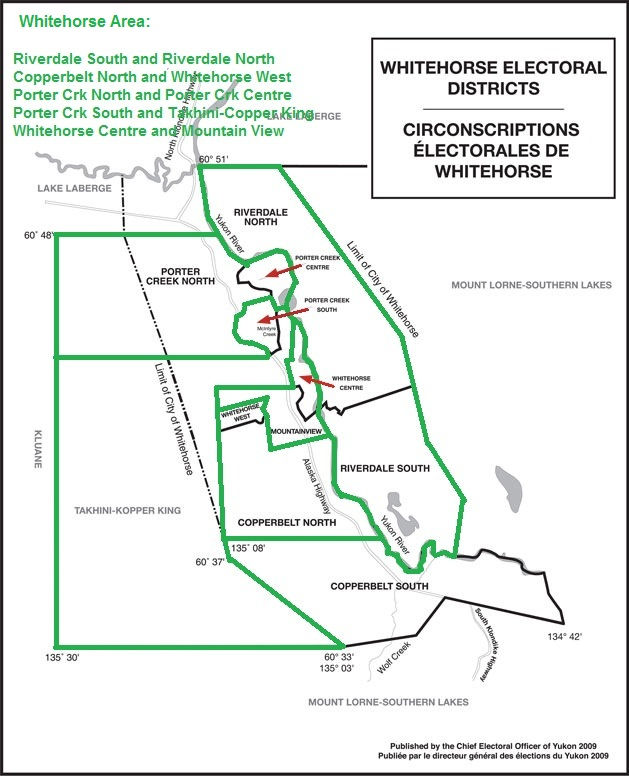 Whitehorse Area:
Riverdale South and Riverdale North
Copperbelt North and Whitehorse West
Porter Crk North and Porter Crk Centre
Porter Crk South and Takhini-Copper King
Whitehorse Centre and Mountain View
WHITEHORSE ELECTORAL
DISTRICTS
CIRCONSCRIPTIONS
ÉLECTORALES DE
WHITEHORSE
North Klondike Highway
LAKE LABERGE
60° 51'
LAKE LABERGE
RIVERDALE
NORTH
Yukon River
60° 48'
PORTER CREEK
CENTRE
Limit of City of Whitehorse
PORTER
CREEK NORTH
MOUNT LORNE-SOUTHERN LAKES
PORTER CREEK
SOUTH
McIntyre
Creek
WHITEHORSE
CENTRE
Limit of City of Whitehorse
WHITEHORSE
WEST
MOUNTAINVIEW
KLUANE
RIVERDALE SOUTH
Alaska Highway
TAKHINI-KOPPER KING
COPPERBELT NORTH
Yukon River
135° 08'
60° 37'
COPPERBELT SOUTH
134° 42'
South Klondike
Highway
Wolf Creek
135° 30'
60° 33'
135° 03'
MOUNT LORNE-SOUTHERN LAKES
Published by the Chief Electoral Officer of Yukon 2009
Publiée par le directeur général des élections du Yukon 2009